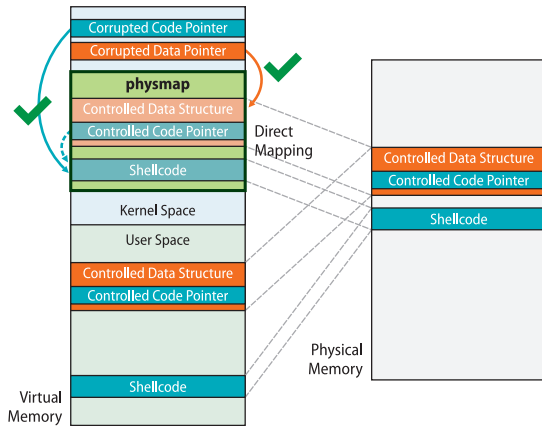 Corrupted Code Pointer
Corrupted Data Pointer
physmap
Controlled Data Structure
Controlled Code Pointer
Shellcode
Direct
Mapping
Kernel Space
User Space
Controlled Data Structure
Controlled Code Pointer
Shellcode
Virtual
Memory
Controlled Data Structure
Controlled Code Pointer
Shellcode
Physical
Memory